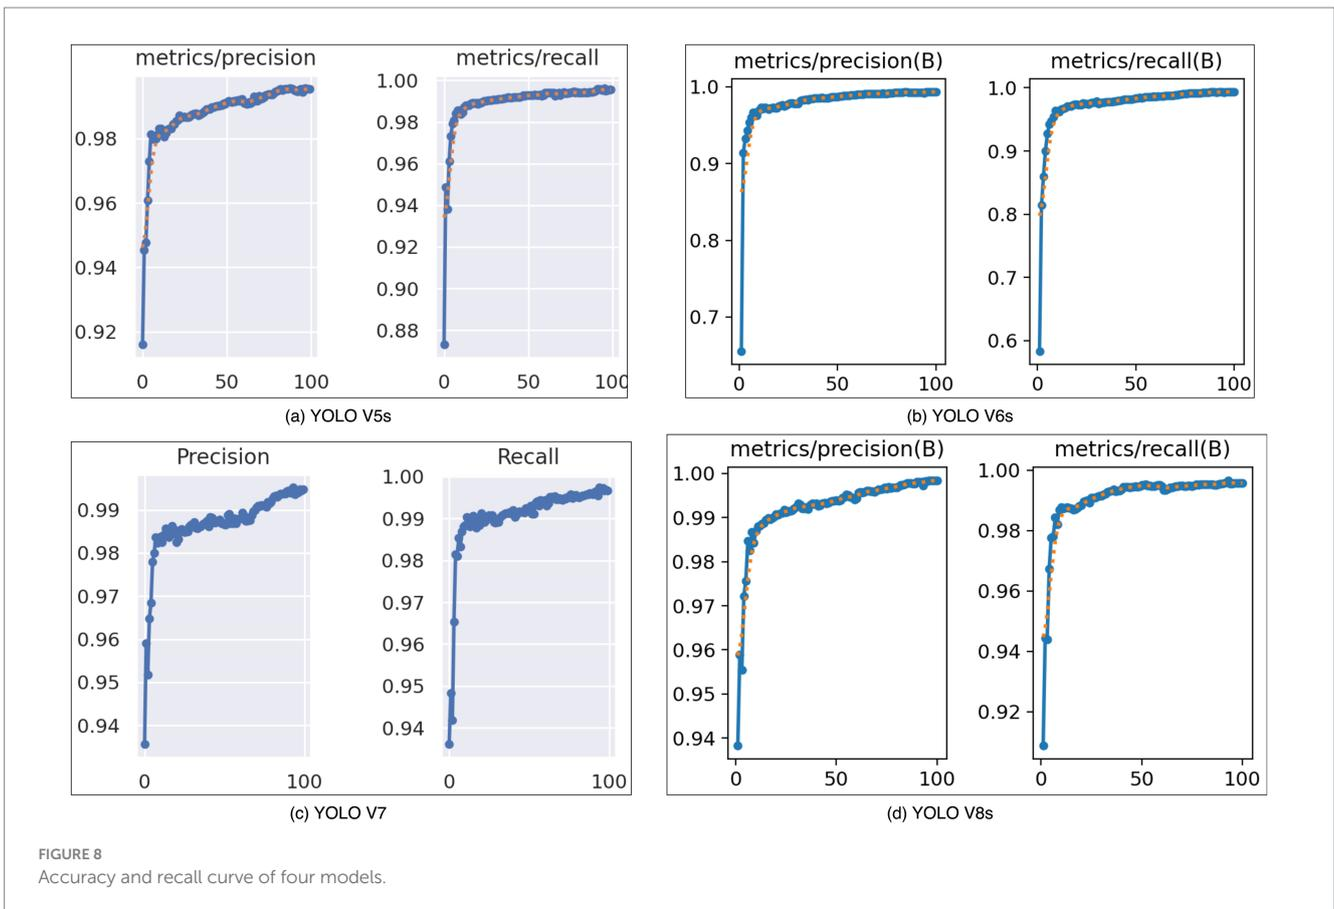 metrics/precision
0.98
0.96
0.94
0.92
0 50 100
metrics/recall
1.00
0.98
0.96
0.94
0.92
0.90
0.88
0 50 100
(a) YOLO V5s
metrics/precision(B)
1.0
0.9
0.8
0.7
0 50 100
metrics/recall(B)
1.0
0.9
0.8
0.7
0.6
0 50 100
(b) YOLO V6s
Precision
0.99
0.98
0.97
0.96
0.95
0.94
0 100
Recall
1.00
0.99
0.98
0.97
0.96
0.95
0.94
0 100
(c) YOLO V7
metrics/precision(B)
1.00
0.99
0.98
0.97
0.96
0.95
0.94
0 50 100
metrics/recall(B)
1.00
0.98
0.96
0.94
0.92
0 50 100
(d) YOLO V8s
FIGURE 8
Accuracy and recall curve of four models.